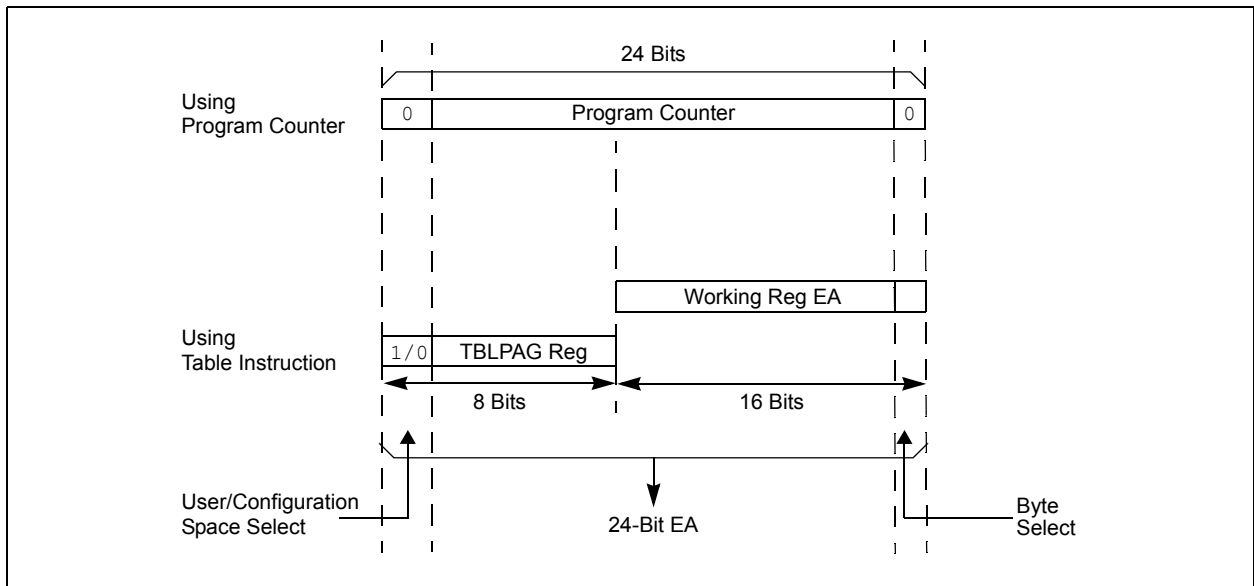 24 Bits
Using
Program Counter
0
Program Counter
0
Working Reg EA
Using
Table Instruction
1/0
TBLPAG Reg
8 Bits
16 Bits
User/Configuration
Space Select
24-Bit EA
Byte
Select